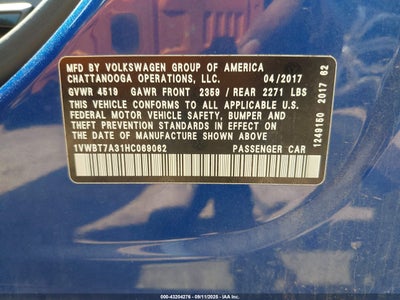 MFD BY VOLKSWAGEN GROUP OF AMERICA
CHATTANOOGA OPERATIONS, LLC. 04/2017
GVWR 4519 GAWR FRONT 2359 / REAR 2271 LBS
THIS VEHICLE CONFORMS TO ALL APPLICABLE U.S.
FEDERAL MOTOR VEHICLE SAFETY, BUMPER, AND
THEFT PREVENTION STANDARDS IN EFFECT ON
THE DATE OF MANUFACTURE SHOWN ABOVE
1VWBT7A31HC069062 PASSENGER CAR
1249150 2017 62
000-43204276 - 09/11/2025 - IAA Inc.